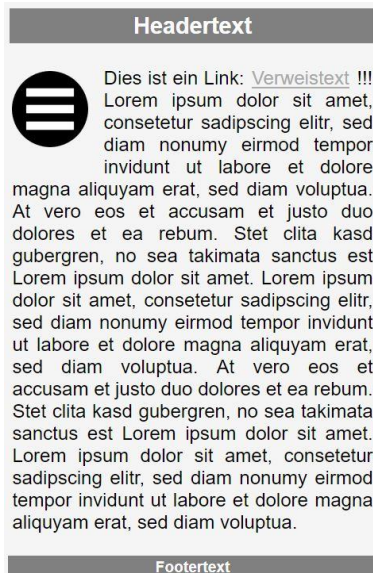 Headertext
Dies ist ein Link: Verweistext !!!
Lorem ipsum dolor sit amet,
consetetur sadipscing elitr, sed
diam nonumy eirmod tempor
invidunt ut labore et dolore
magna aliquyam erat, sed diam voluptua.
At vero eos et accusam et justo duo
dolores et ea rebum. Stet clita kasd
gubergren, no sea takimata sanctus est
Lorem ipsum dolor sit amet. Lorem ipsum
dolor sit amet, consetetur sadipscing elitr,
sed diam nonumy eirmod tempor invidunt
ut labore et dolore magna aliquyam erat,
sed diam voluptua. At vero eos et
accusam et justo duo dolores et ea rebum.
Stet clita kasd gubergren, no sea takimata
sanctus est Lorem ipsum dolor sit amet.
Lorem ipsum dolor sit amet, consetetur
sadipscing elitr, sed diam nonumy eirmod
tempor invidunt ut labore et dolore magna
aliquyam erat, sed diam voluptua.
Footertext